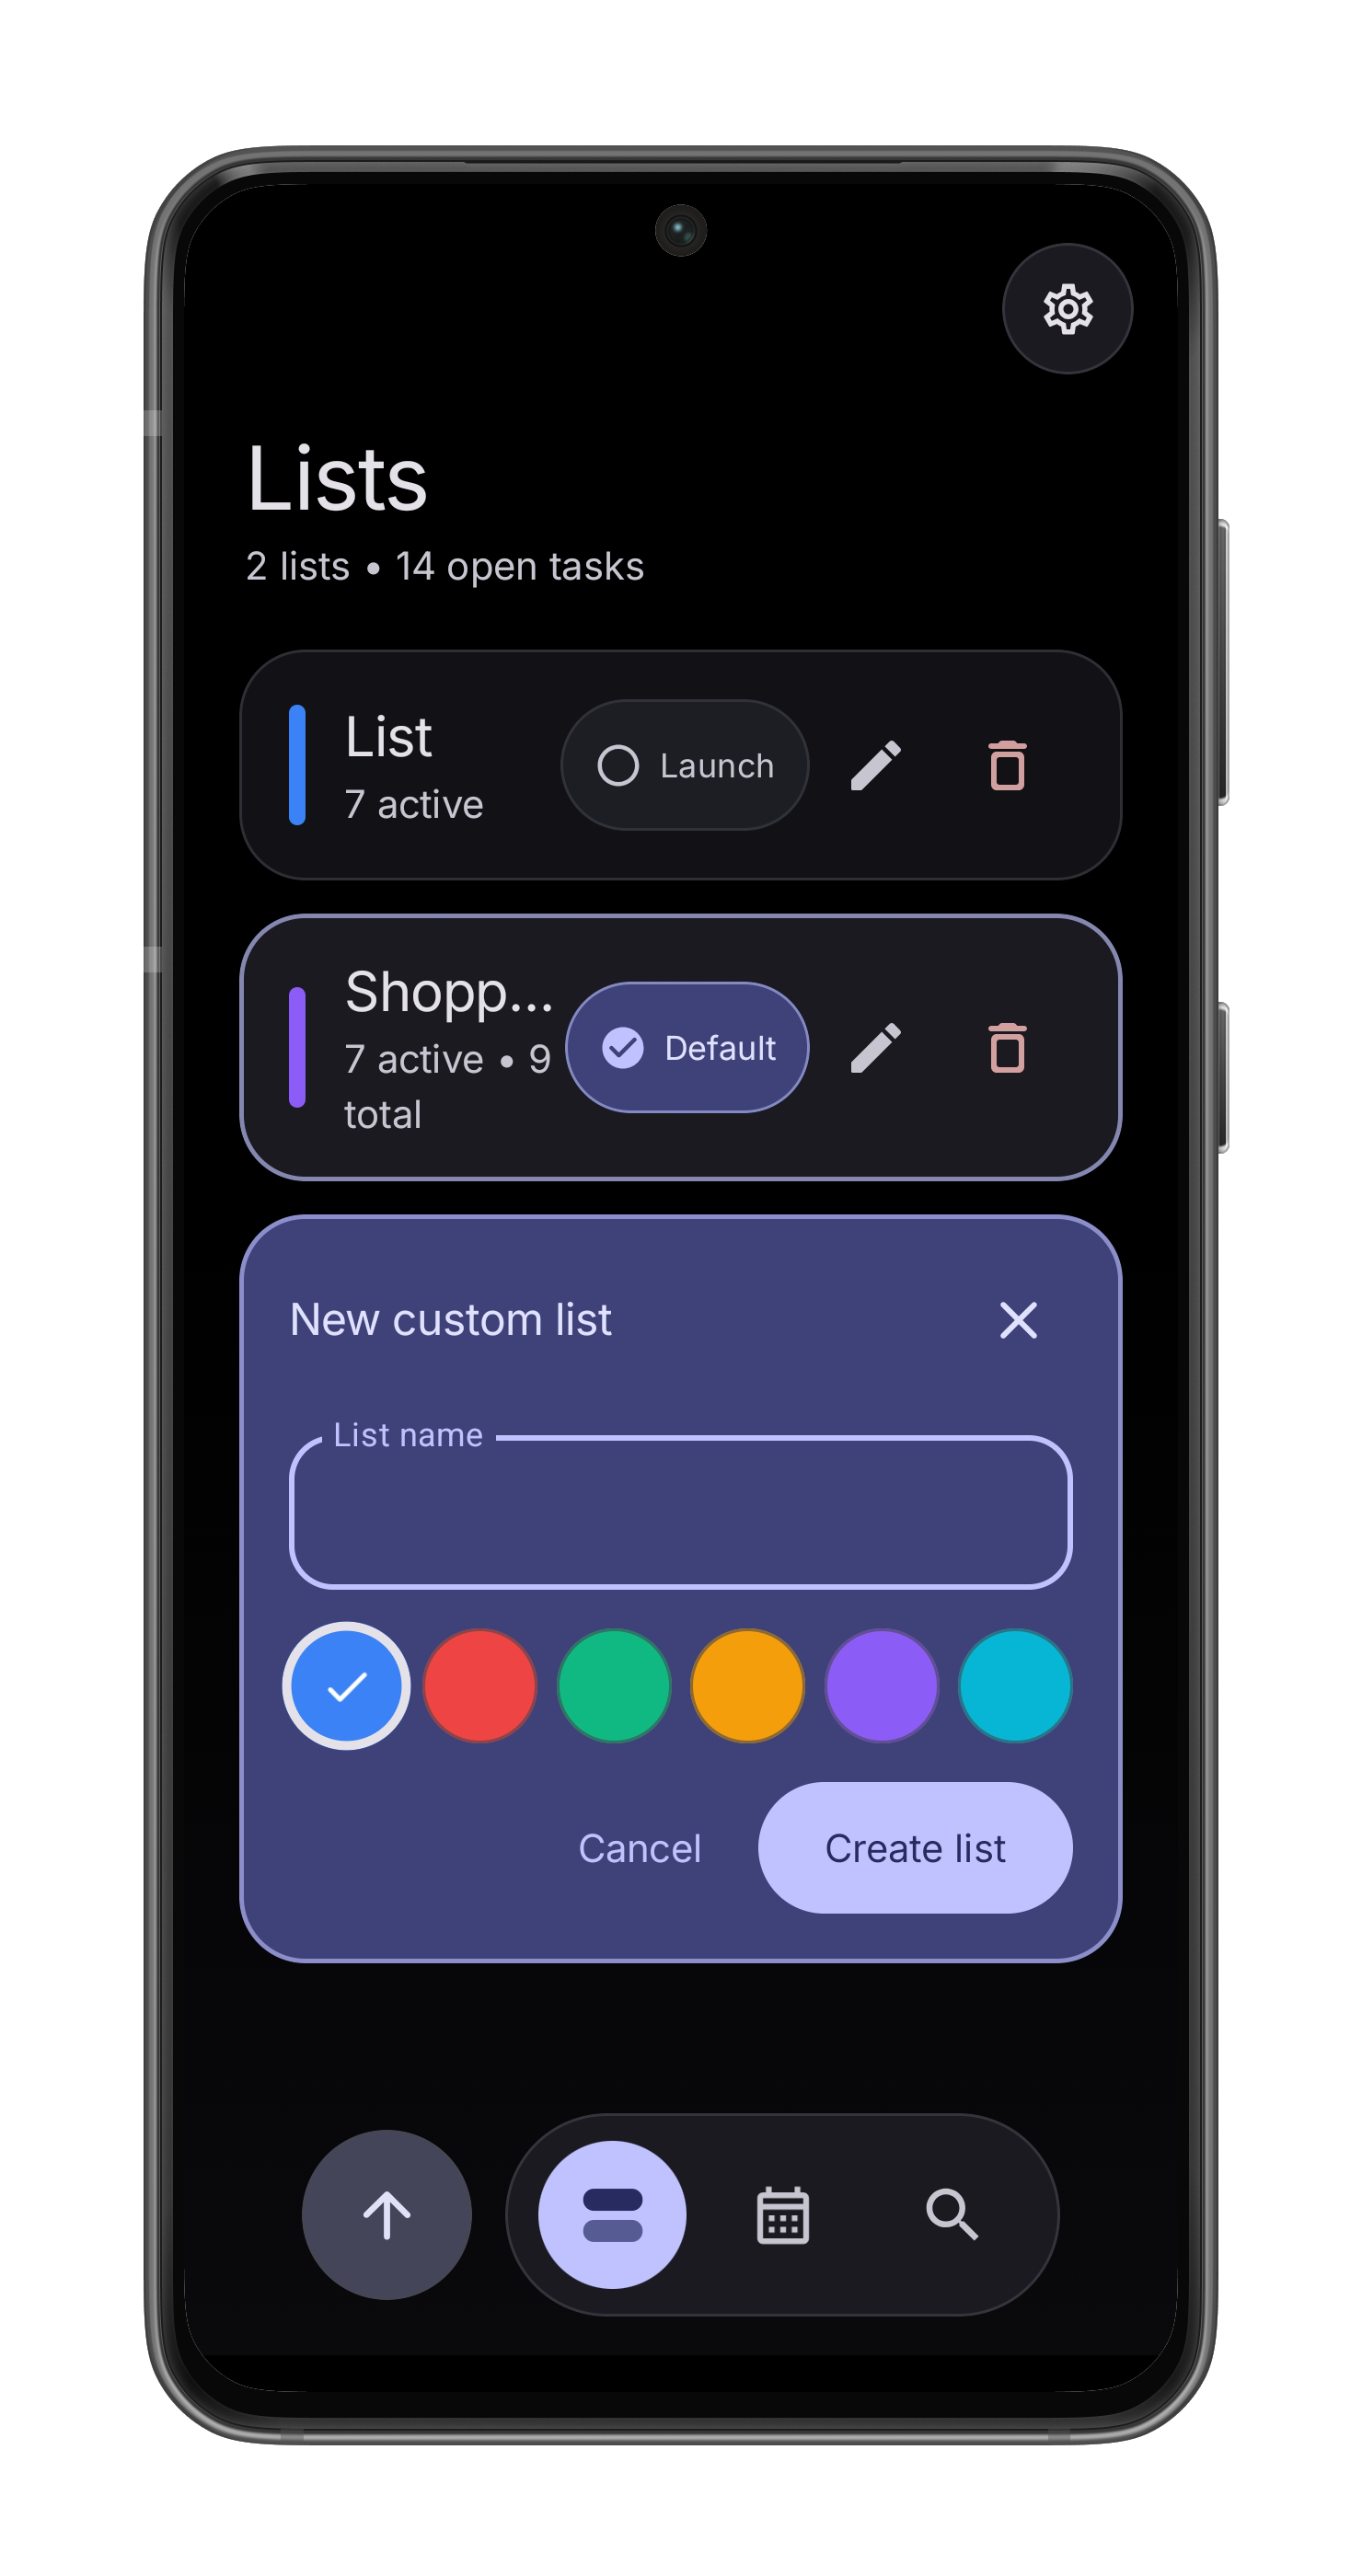 Lists
2 lists • 14 open tasks
List
7 active
Launch
Shopp...
7 active • 9
total
Default
New custom list
List name
Cancel
Create list